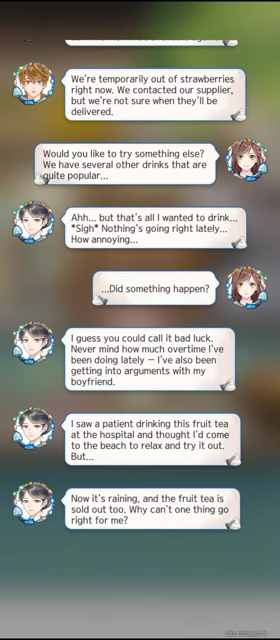 We're temporarily out of strawberries
right now. We contacted our supplier,
but we're not sure when they'll be
delivered.
Would you like to try something else?
We have several other drinks that are
quite popular...
Ahh... but that's all I wanted to drink...
*Sigh* Nothing's going right lately...
How annoying...
...Did something happen?
I guess you could call it bad luck.
Never mind how much overtime I've
been doing lately — I've also been
getting into arguments with my
boyfriend.
I saw a patient drinking this fruit tea
at the hospital and thought I'd come
to the beach to relax and try it out.
But...
Now it's raining, and the fruit tea is
sold out too. Why can't one thing go
right for me?